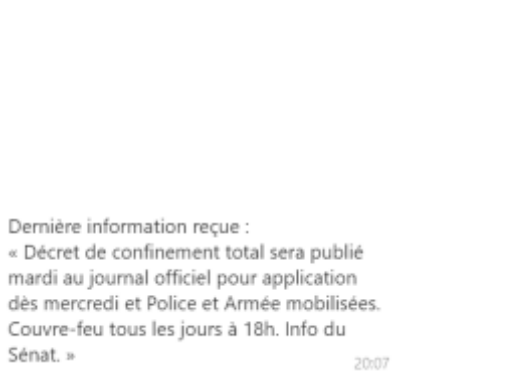 Dernière information reçue :
« Décret de confinement total sera publié
mardi au journal officiel pour application
dès mercredi et Police et Armée mobilisées.
Couvre-feu tous les jours à 18h. Info du
Sénat. »
20:07